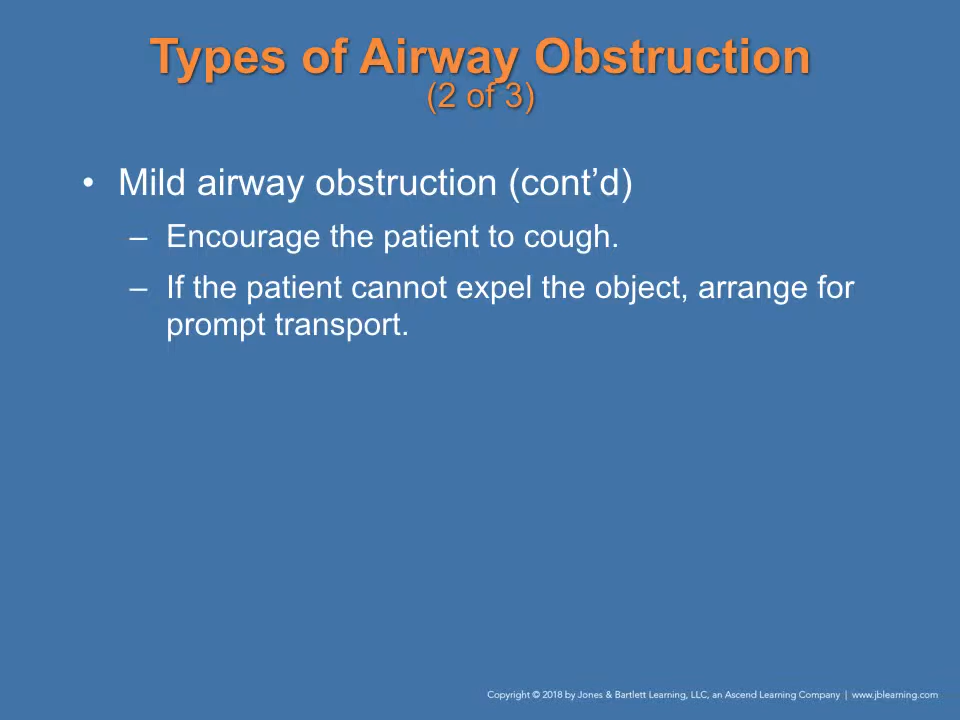 Types of Airway Obstruction
(2 of 3)
• Mild airway obstruction (cont’d)
– Encourage the patient to cough.
– If the patient cannot expel the object, arrange for
prompt transport.
Copyright © 2018 by Jones & Bartlett Learning, LLC, an Ascend Learning Company | www.jblearning.com